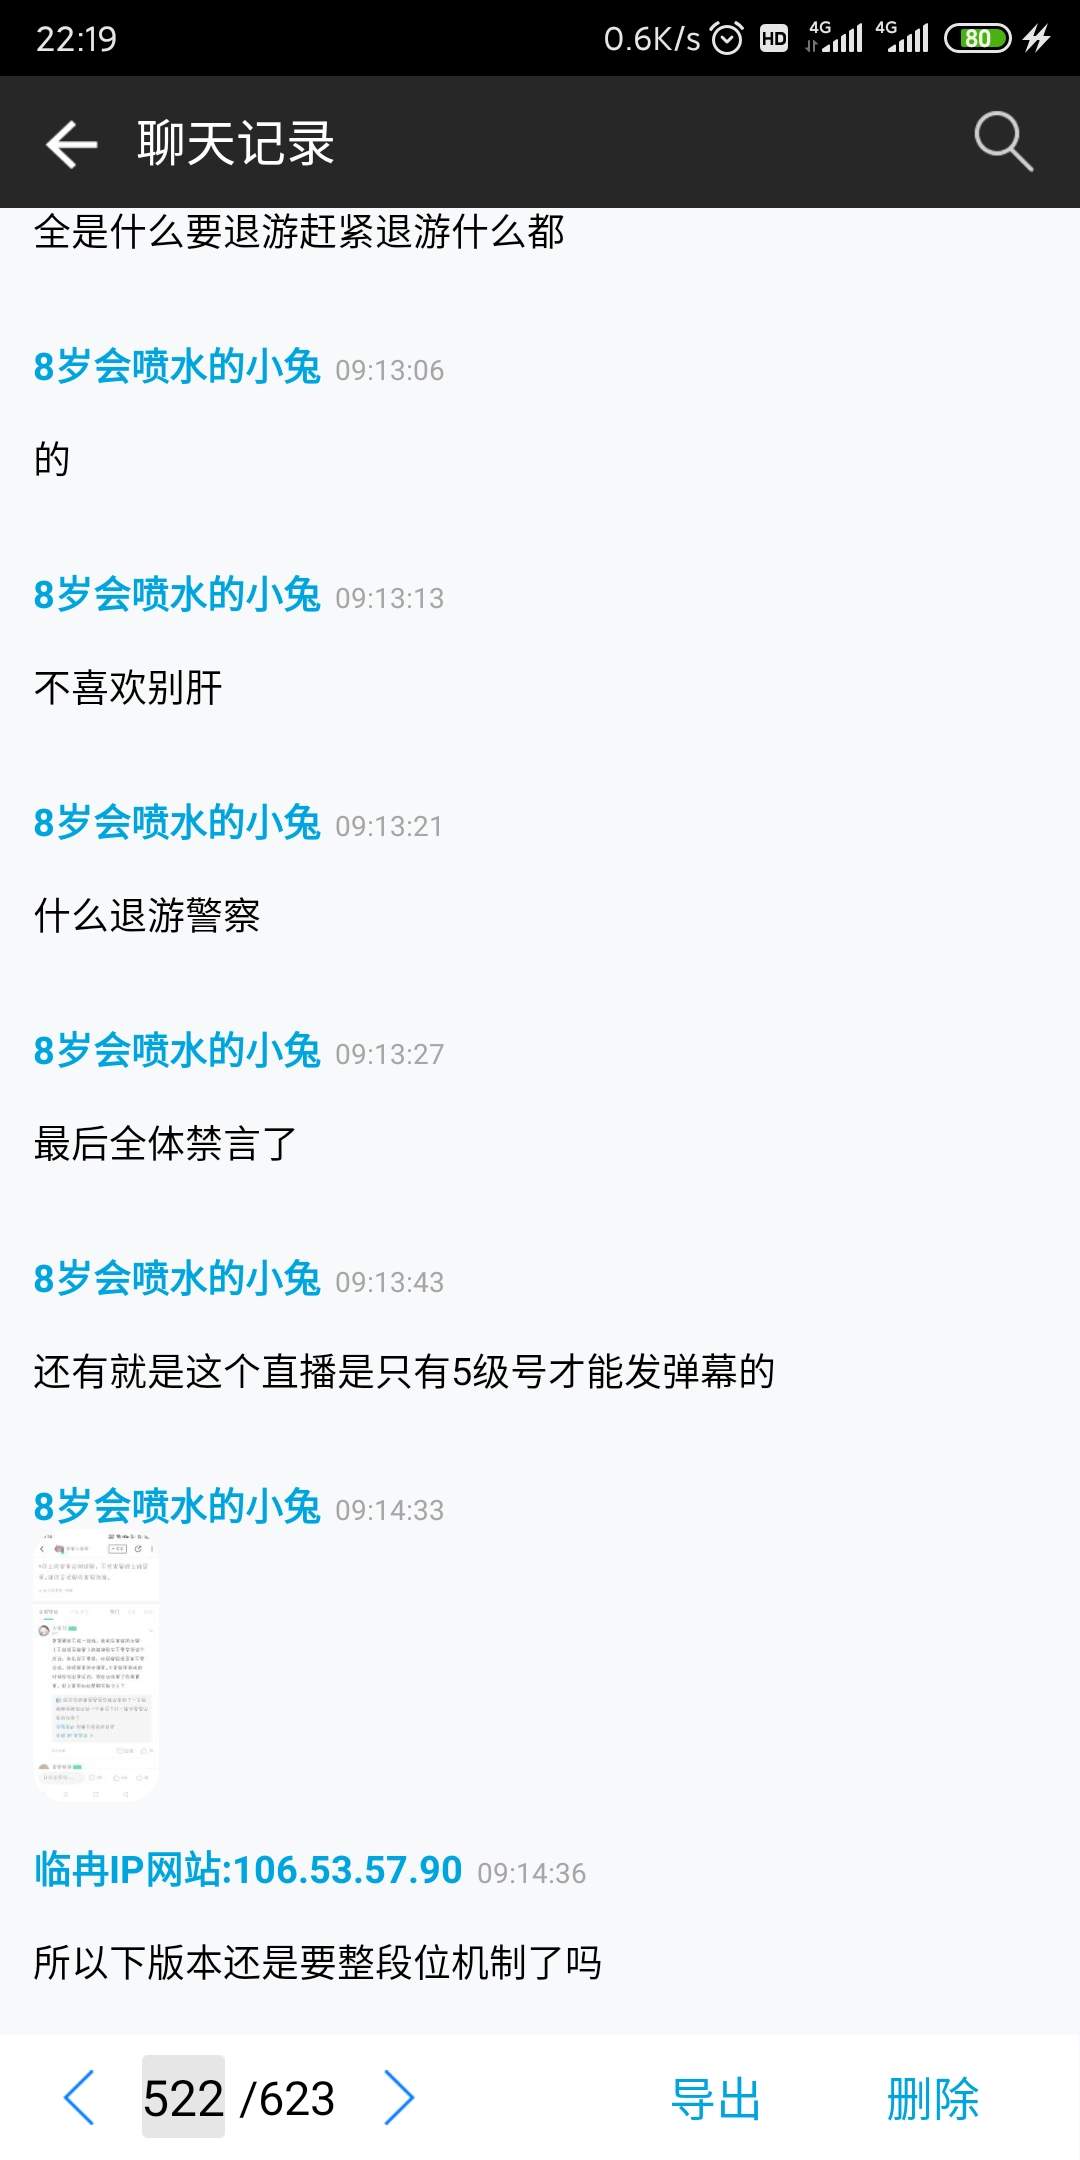 22:19
0.6K/s
HD
4G
4G
80
聊天记录
全是什么要退游赶紧退游什么都
8岁会喷水的小兔 09:13:06
的
8岁会喷水的小兔 09:13:13
不喜欢别肝
8岁会喷水的小兔 09:13:21
什么退游警察
8岁会喷水的小兔 09:13:27
最后全体禁言了
8岁会喷水的小兔 09:13:43
还有就是这个直播是只有5级号才能发弹幕的
8岁会喷水的小兔 09:14:33
临冉IP网站:106.53.57.90 09:14:36
所以下版本还是要整段位机制了吗
522 /623
导出
删除